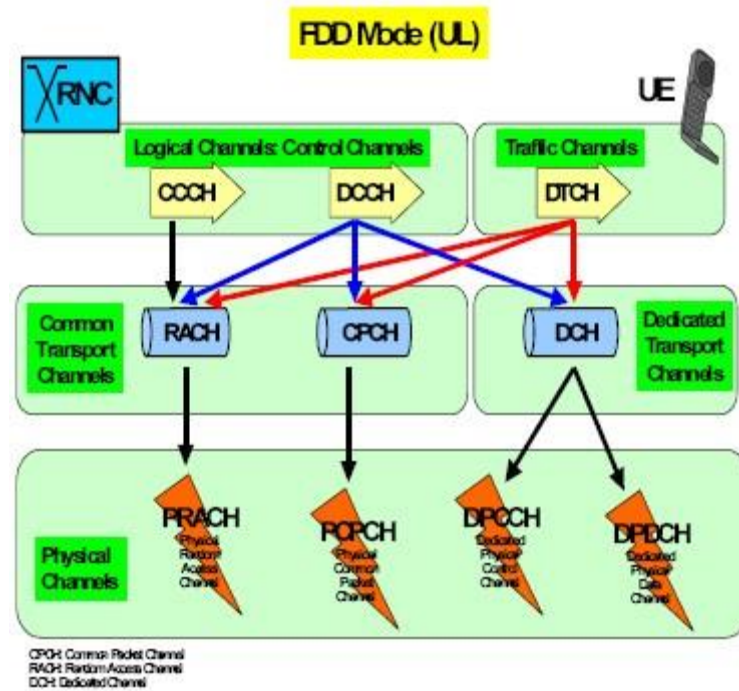 FDD Mode (UL)
RNC
UE
Logical Channels: Control Channels
Traffic Channels
CCCH
DCCH
DTCH
Common
Transport
Channels
RACH
CPCH
DCH
Dedicated
Transport
Channels
Physical
Channels
PRACH
Physical
Random
Access
Channel
PCPCH
Physical
Common
Packet
Channel
DPCCH
Dedicated
Physical
Control
Channel
DPDCH
Dedicated
Physical
Data
Channel
CPCH: Common Packet Channel
RACH: Random Access Channel
DCH: Dedicated Channel